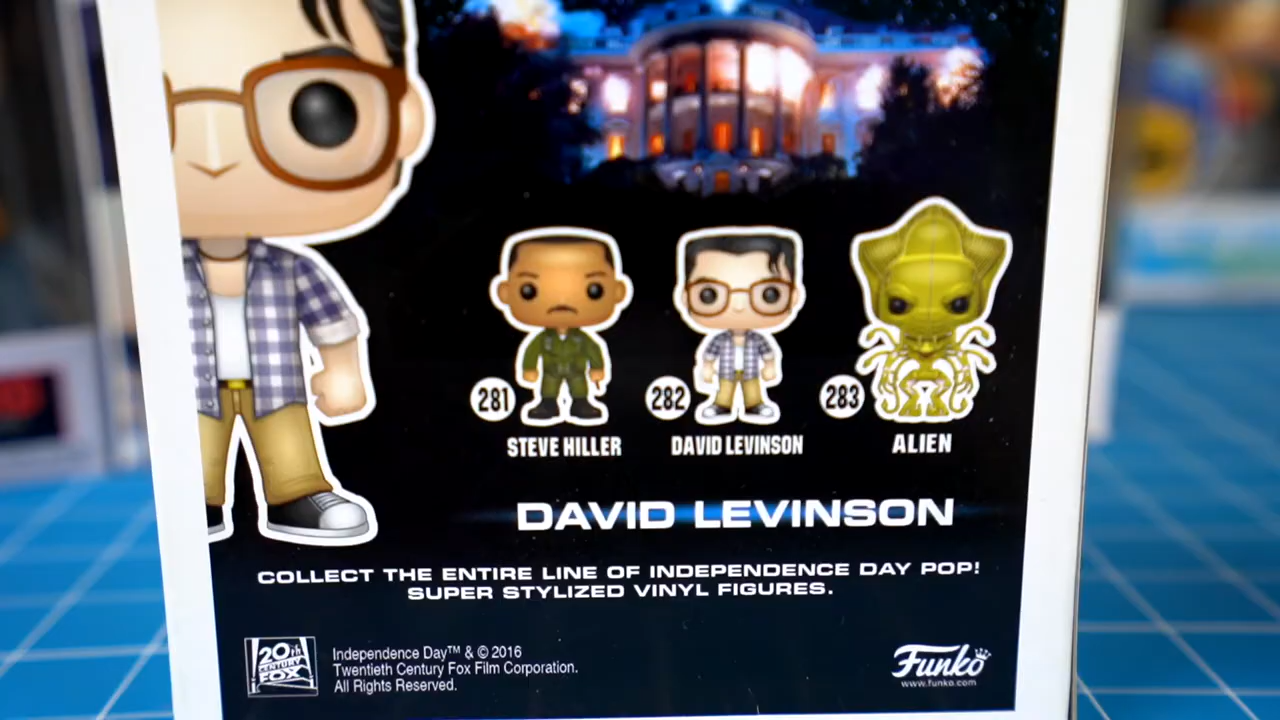 281
282
283
STEVE HILLER
DAVID LEVINSON
ALIEN
DAVID LEVINSON
COLLECT THE ENTIRE LINE OF INDEPENDENCE DAY POP!
SUPER STYLIZED VINYL FIGURES.
20th
CENTURY
FOX
Independence Day™ & © 2016
Twentieth Century Fox Film Corporation.
All Rights Reserved.
Funko
www.funko.com